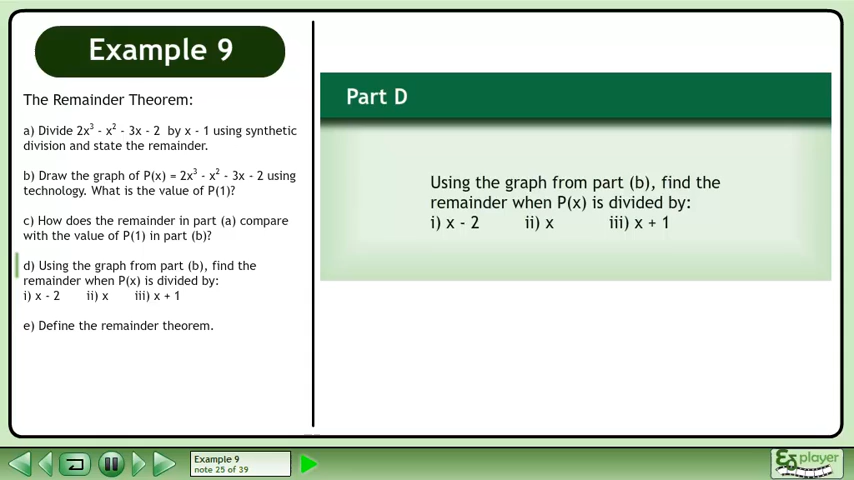 Example 9
The Remainder Theorem:
a) Divide 2x³ - x² - 3x - 2 by x - 1 using synthetic
division and state the remainder.
b) Draw the graph of P(x) = 2x³ - x² - 3x - 2 using
technology. What is the value of P(1)?
c) How does the remainder in part (a) compare
with the value of P(1) in part (b)?
d) Using the graph from part (b), find the
remainder when P(x) is divided by:
i) x - 2 ii) x iii) x + 1
e) Define the remainder theorem.
Part D
Using the graph from part (b), find the
remainder when P(x) is divided by:
i) x - 2 ii) x iii) x + 1
Example 9
note 25 of 39
player